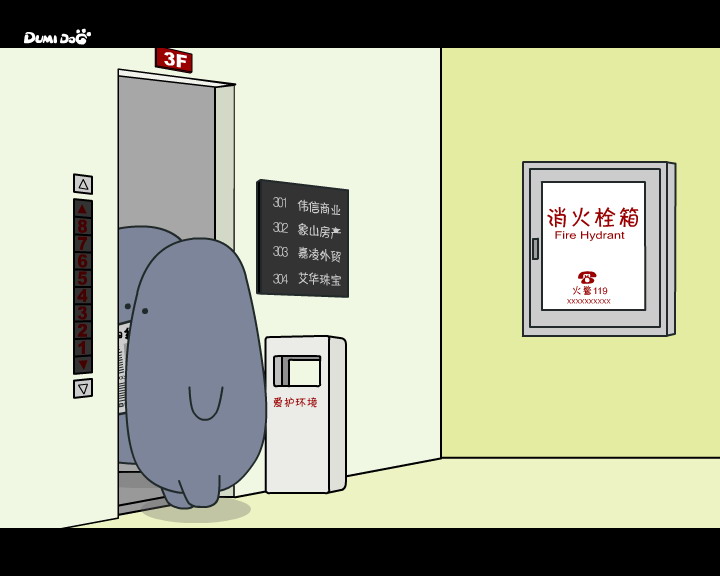 DUMI DOG
3F
8
7
6
5
4
3
2
1
301 伟信商业
302 象山房产
303 嘉凌外贸
304 艾华珠宝
爱护环境
消火栓箱
Fire Hydrant
火警119
xxxxxxxxxx